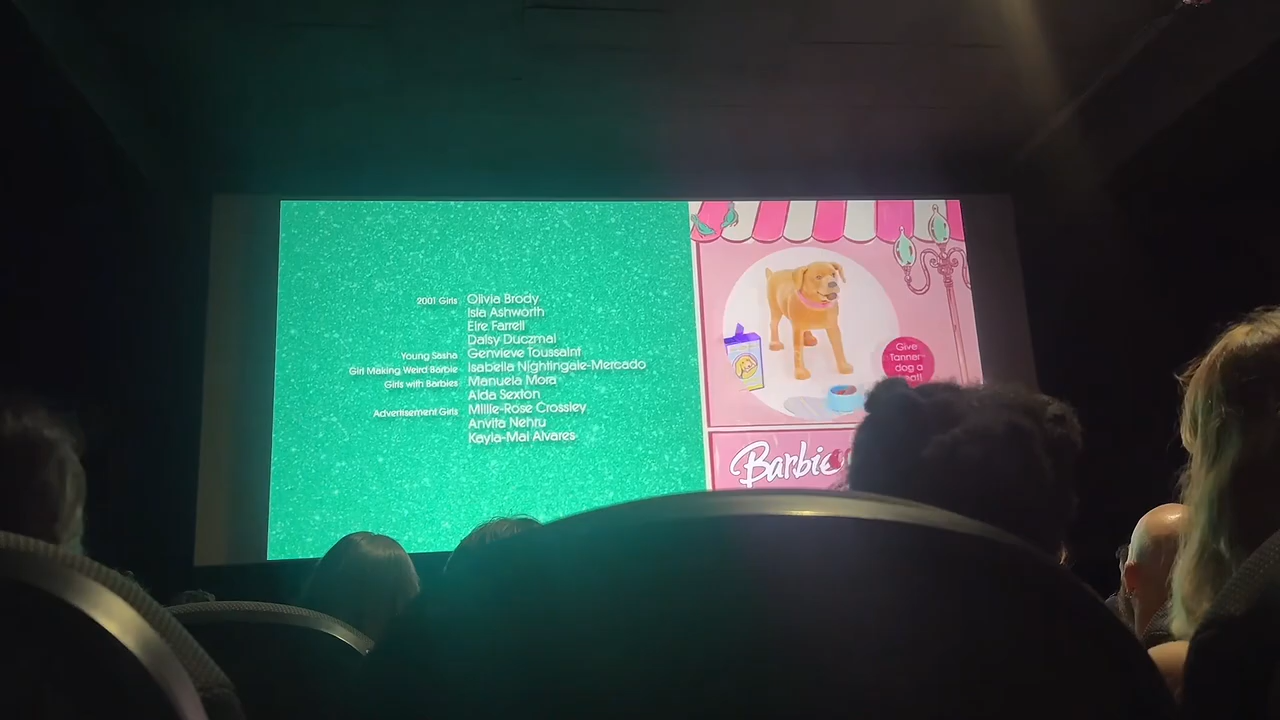 2001 Girls Olivia Brody
Isla Ashworth
Eire Farrell
Daisy Duczmal
Young Sasha Genvieve Toussaint
Girl Making Weird Barbie Isabella Nightingale-Mercado
Girls with Barbies Manuela Mora
Aida Sexton
Advertisement Girls Millie-Rose Crossley
Anvita Nehru
Kayla-Mai Alvares
Give
Tanner
dog a
Barbie